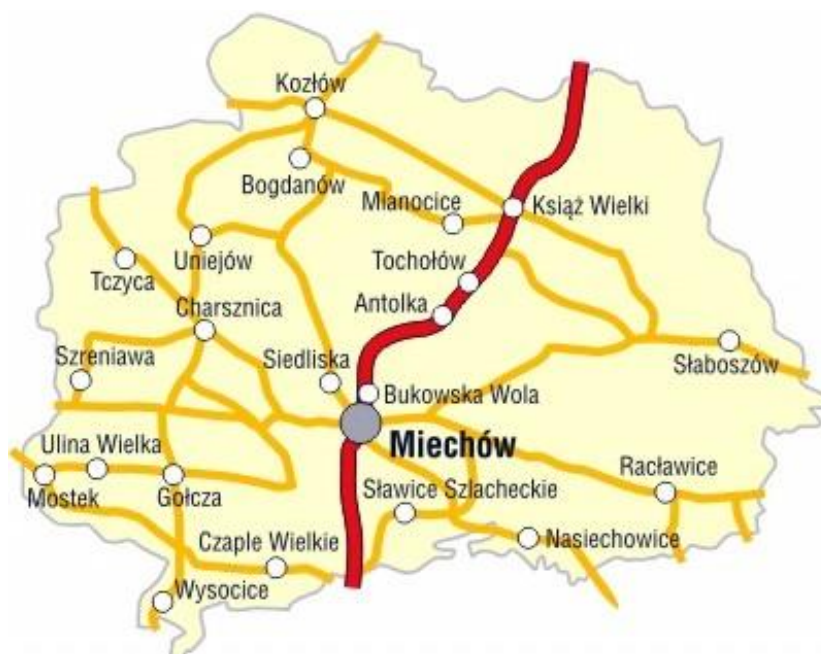 Kozłów
Bogdanów
Mianocice
Książ Wielki
Uniejów
Tczyca
Tochołów
Charsznica
Antolka
Szreniawa
Siedliska
Słaboszów
Bukowska Wola
Miechów
Ulina Wielka
Racławice
Mostek
Gołcza
Sławice Szlacheckie
Czaple Wielkie
Nasiechowice
Wysocice